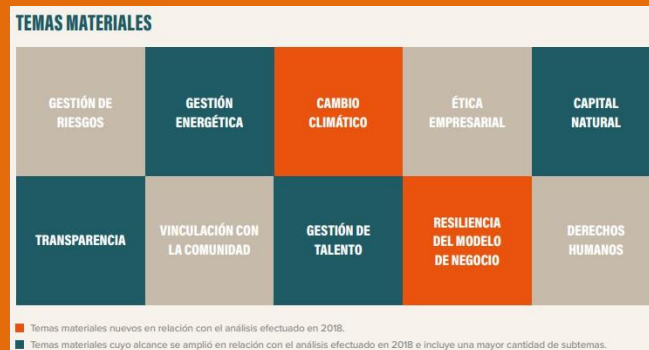 TEMAS MATERIALES
GESTIÓN DE
RIESGOS
GESTIÓN
ENERGÉTICA
CAMBIO
CLIMÁTICO
ÉTICA
EMPRESARIAL
CAPITAL
NATURAL
TRANSPARENCIA
VINCULACIÓN CON
LA COMUNIDAD
GESTIÓN DE
TALENTO
RESILIENCIA
DEL MODELO
DE NEGOCIO
DERECHOS
HUMANOS
Temas materiales nuevos en relación con el análisis efectuado en 2018.
Temas materiales cuyo alcance se amplió en relación con el análisis efectuado en 2018 e incluye una mayor cantidad de subtemas.